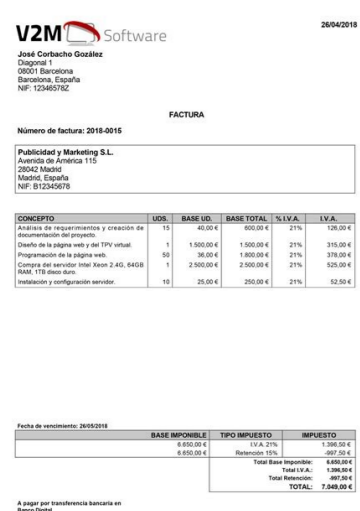 26/04/2018
V2M Software
José Corbacho Gozález
Diagonal 1
08001 Barcelona
Barcelona, España
NIF: 12346578Z
FACTURA
Número de factura: 2018-0015
Publicidad y Marketing S.L.
Avenida de América 115
28042 Madrid
Madrid, España
NIF: B12345678
CONCEPTO UDS. BASE UD. BASE TOTAL % I.V.A. I.V.A.
Análisis de requerimientos y creación de 15 40,00 € 600,00 € 21% 126,00 €
documentación del proyecto.
Diseño de la página web y del TPV virtual. 1 1.500,00 € 1.500,00 € 21% 315,00 €
Programación de la página web. 50 36,00 € 1.800,00 € 21% 378,00 €
Compra del servidor Intel Xeon 2.4G, 64GB 1 2.500,00 € 2.500,00 € 21% 525,00 €
RAM, 1TB disco duro.
Instalación y configuración servidor. 10 25,00 € 250,00 € 21% 52,50 €
Fecha de vencimiento: 26/05/2018
BASE IMPONIBLE TIPO IMPUESTO IMPUESTO
6.650,00 € I.V.A. 21% 1.396,50 €
6.650,00 € Retención 15% -997,50 €
Total Base Imponible: 6.650,00 €
Total I.V.A.: 1.396,50 €
Total Retención: -997,50 €
TOTAL: 7.049,00 €
A pagar por transferencia bancaria en
Banco Digital